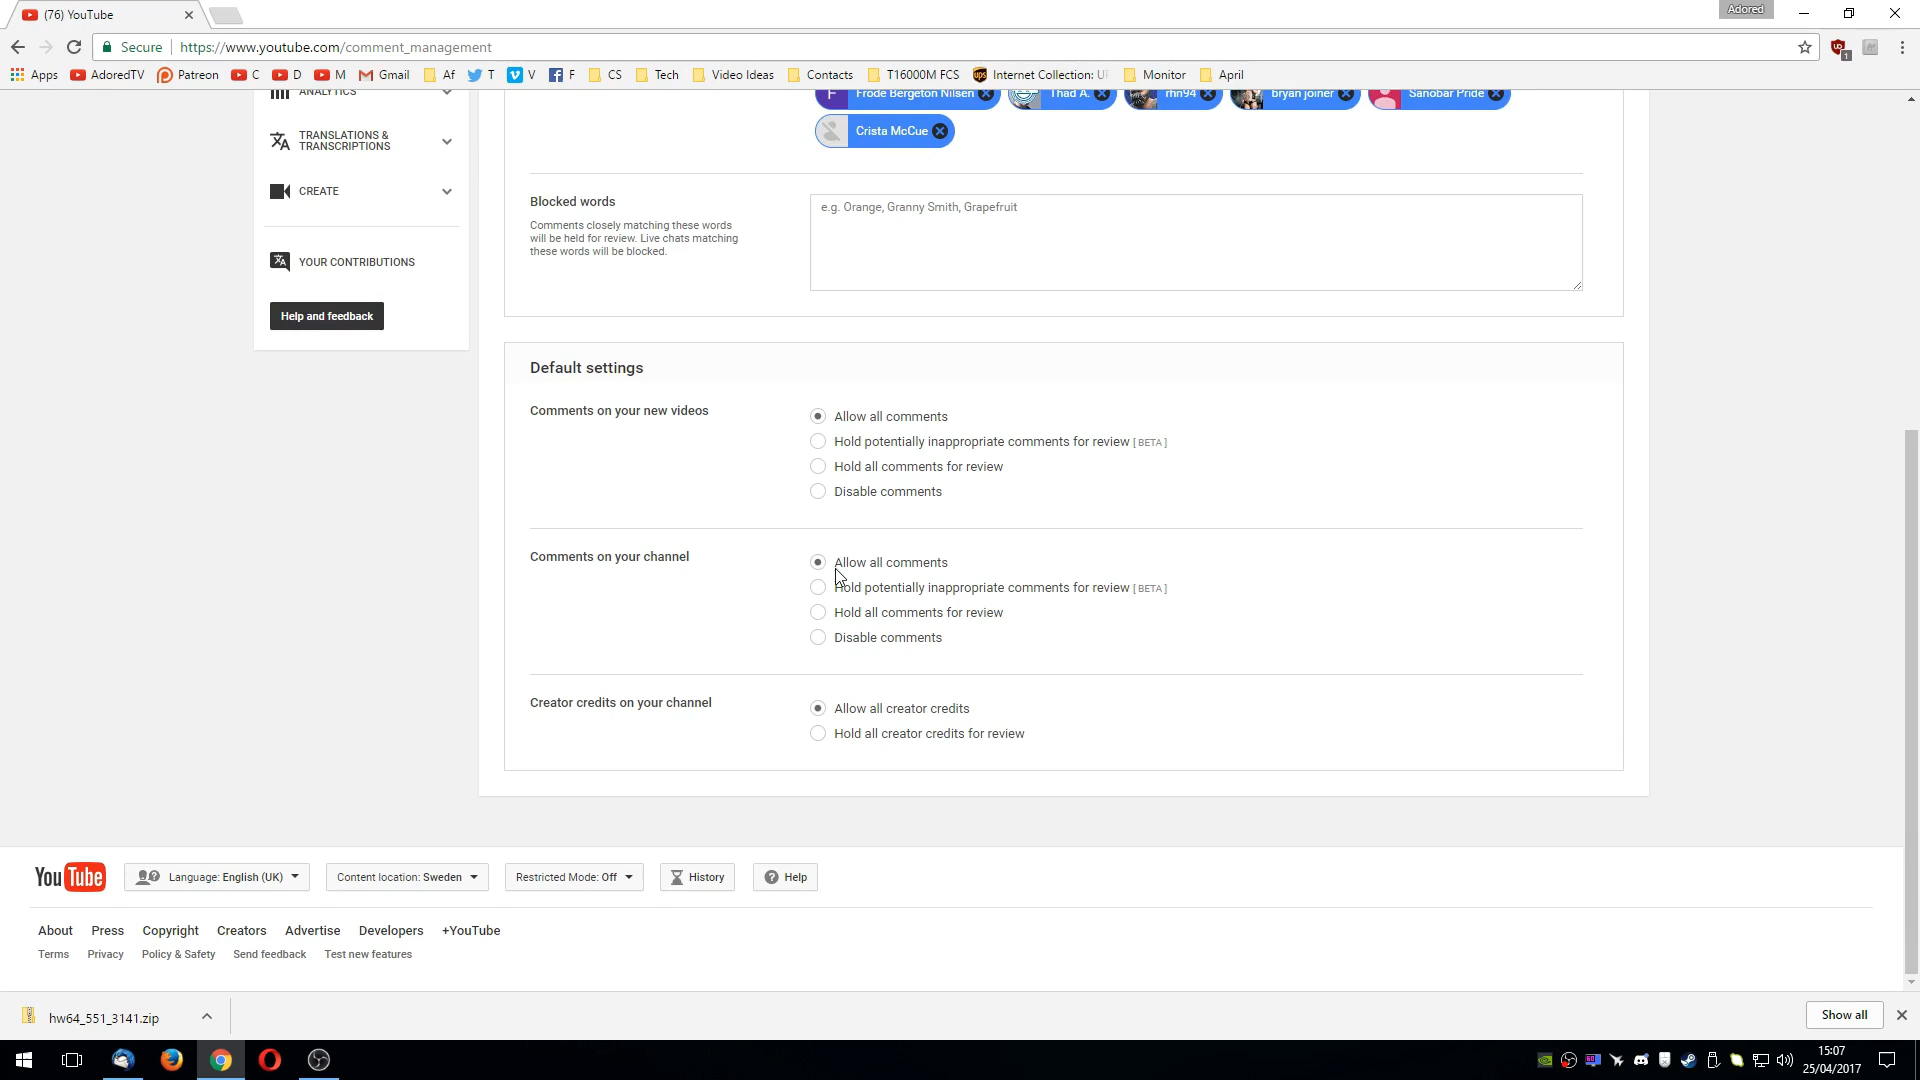 (76) YouTube
Adored
Secure
https://www.youtube.com/comment_management
Apps
AdoredTV
Patreon
C
D
M
Gmail
Af
T
V
F
CS
Tech
Video Ideas
Contacts
T16000M FCS
Internet Collection: U
Monitor
April
ANALYTICS
TRANSLATIONS &
TRANSCRIPTIONS
CREATE
YOUR CONTRIBUTIONS
Help and feedback
F
Frode Bergeton Nilsen
Thad A.
rhn94
bryan joiner
Sanobar Pride
Crista McCue
Blocked words
Comments closely matching these words
will be held for review. Live chats matching
these words will be blocked.
e.g. Orange, Granny Smith, Grapefruit
Default settings
Comments on your new videos
Allow all comments
Hold potentially inappropriate comments for review [ BETA ]
Hold all comments for review
Disable comments
Comments on your channel
Allow all comments
Hold potentially inappropriate comments for review [ BETA ]
Hold all comments for review
Disable comments
Creator credits on your channel
Allow all creator credits
Hold all creator credits for review
YouTube
Language: English (UK)
Content location: Sweden
Restricted Mode: Off
History
Help
About
Press
Copyright
Creators
Advertise
Developers
+YouTube
Terms
Privacy
Policy & Safety
Send feedback
Test new features
hw64_551_3141.zip
Show all
15:07
25/04/2017